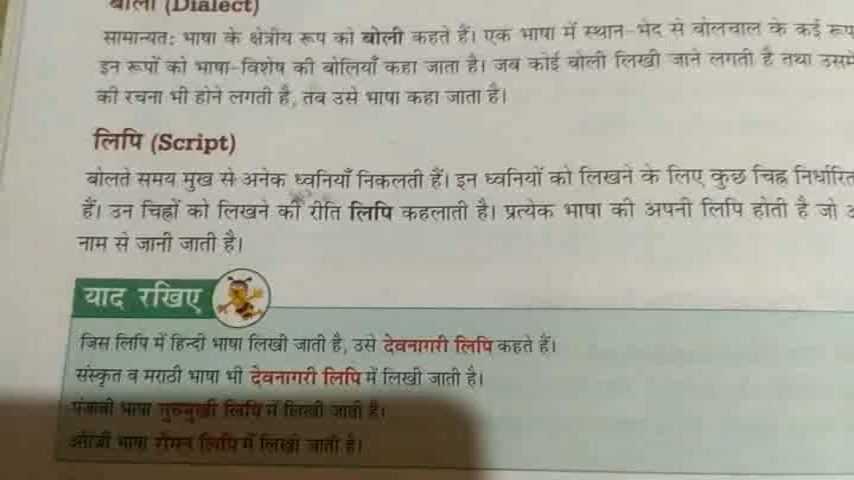 बोली (Dialect)
सामान्यतः भाषा के क्षेत्रीय रूप को बोली कहते हैं। एक भाषा में स्थान-भेद से बोलचाल के कई रूप
इन रूपों को भाषा-विशेष की बोलियाँ कहा जाता है। जब कोई बोली लिखी जाने लगती है तथा उसमें
की रचना भी होने लगती है, तब उसे भाषा कहा जाता है।
लिपि (Script)
बोलते समय मुख से अनेक ध्वनियाँ निकलती हैं। इन ध्वनियों को लिखने के लिए कुछ चिह्न निर्धारित
हैं। उन चिह्नों को लिखने की रीति लिपि कहलाती है। प्रत्येक भाषा की अपनी लिपि होती है जो
नाम से जानी जाती है।
याद रखिए
जिस लिपि में हिन्दी भाषा लिखी जाती है, उसे देवनागरी लिपि कहते हैं।
संस्कृत व मराठी भाषा भी देवनागरी लिपि में लिखी जाती है।
पंजाबी भाषा गुरुमुखी लिपि में लिखी जाती है।
अंग्रेजी भाषा रोमन लिपि में लिखी जाती है।